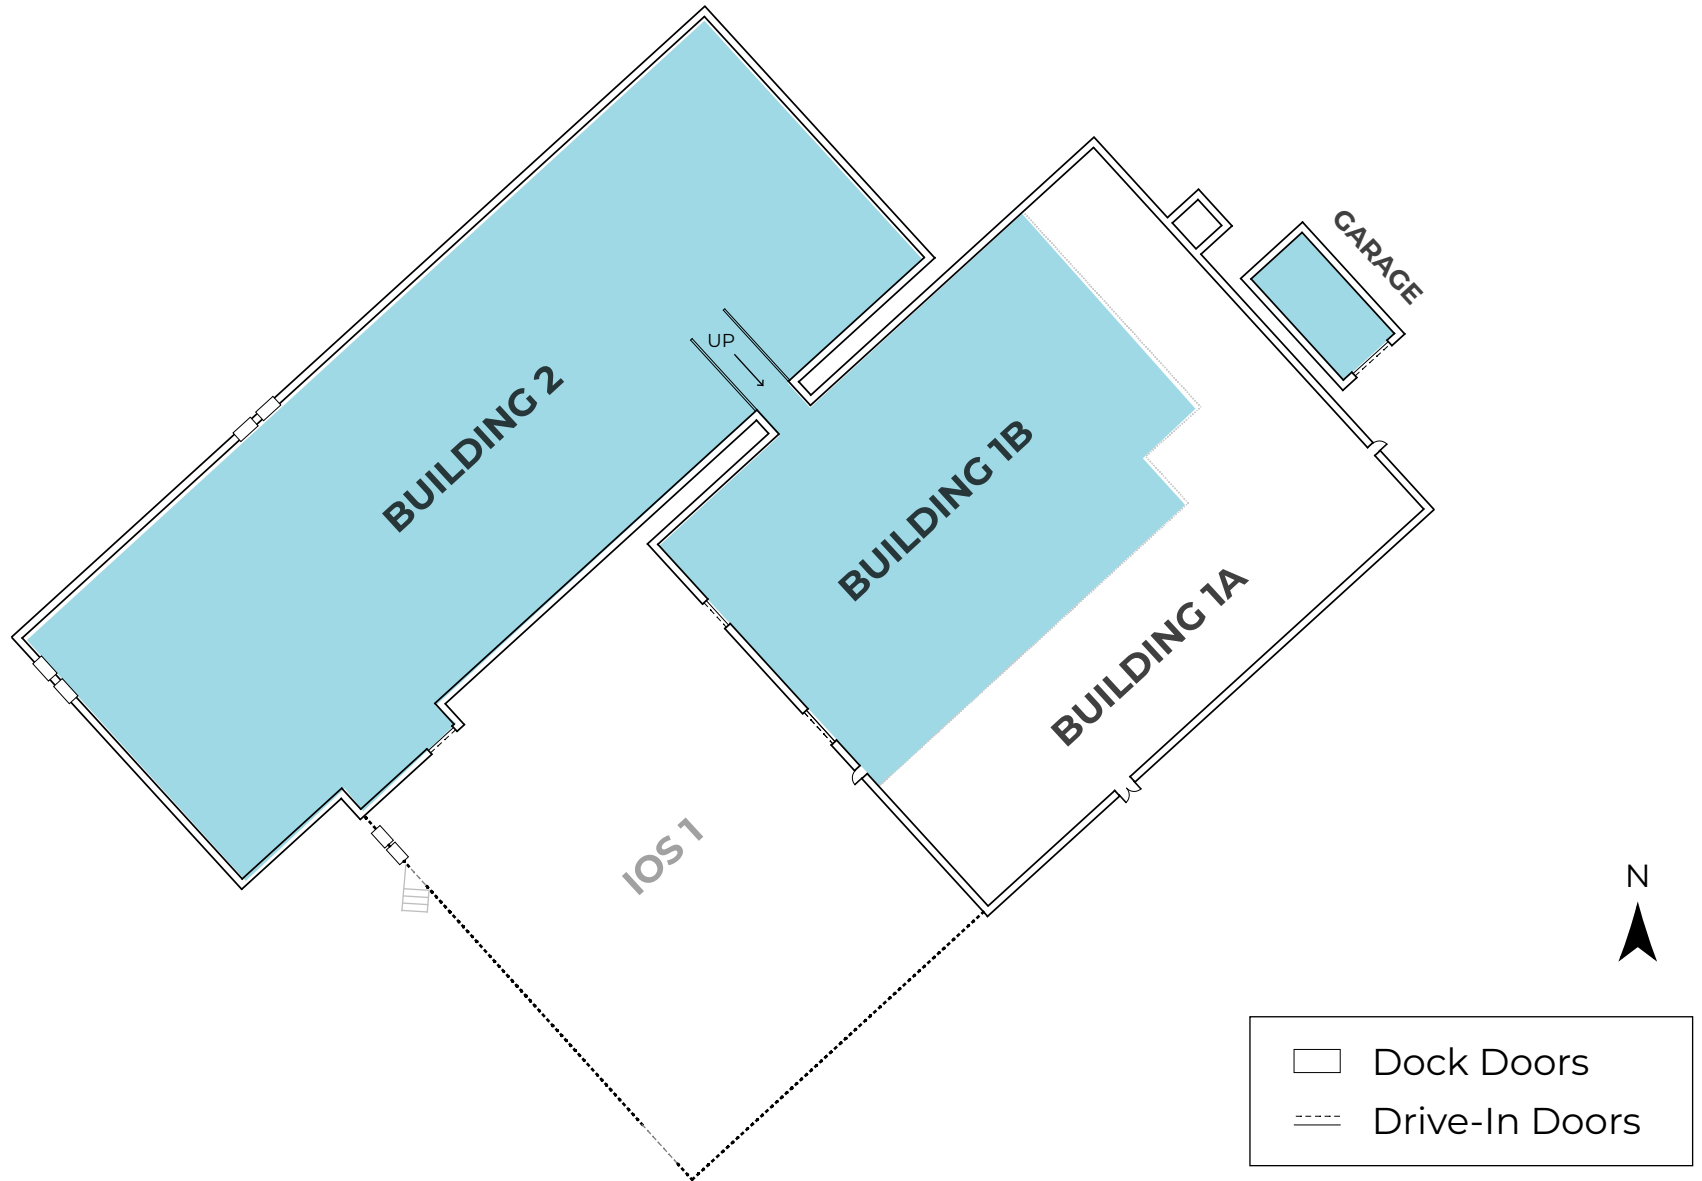 GARAGE
UP
BUILDING 2
BUILDING 1B
BUILDING 1A
IOS 1
N
Dock Doors
Drive-In Doors